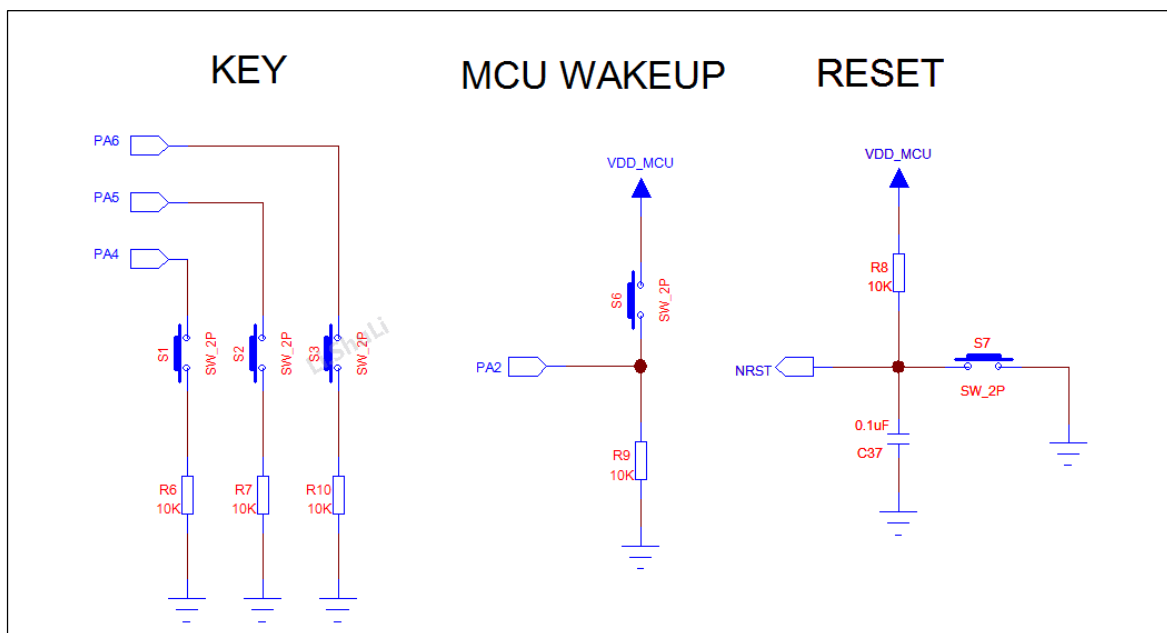 KEY
MCU WAKEUP
RESET
PA6
PA5
PA4
S1
SW_2P
S2
SW_2P
S3
SW_2P
R6
10K
R7
10K
R10
10K
VDD_MCU
S6
SW_2P
PA2
R9
10K
VDD_MCU
R8
10K
NRST
S7
SW_2P
0.1uF
C37